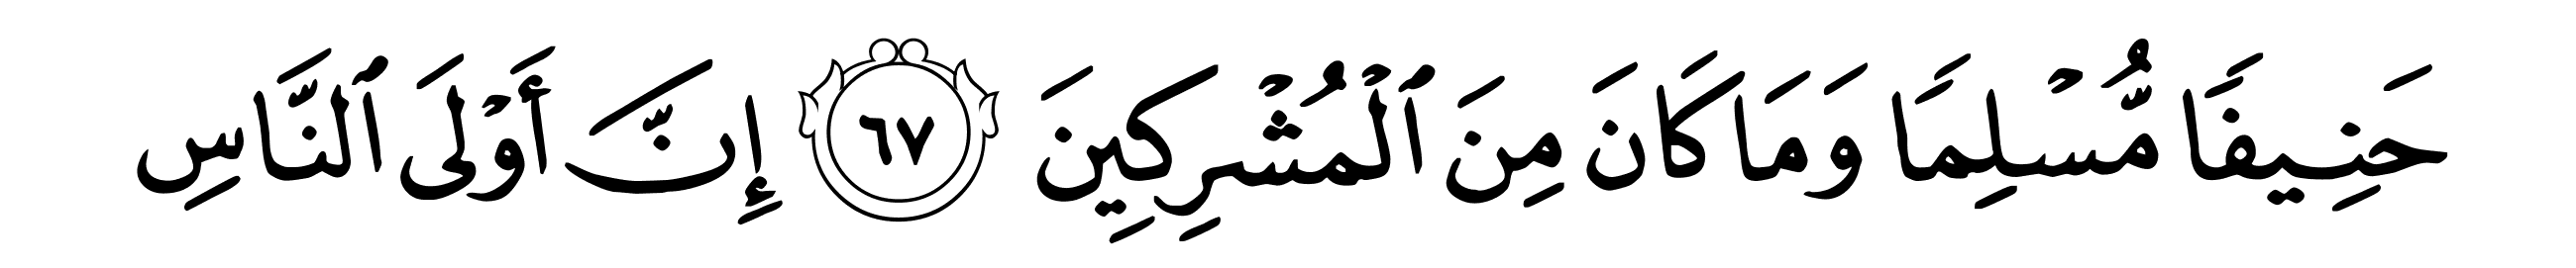 حَنِيفًا مُّسْلِمًا وَمَا كَانَ مِنَ ٱلْمُشْرِكِينَ ٦٧ إِنَّ أَوْلَى ٱلنَّاسِ